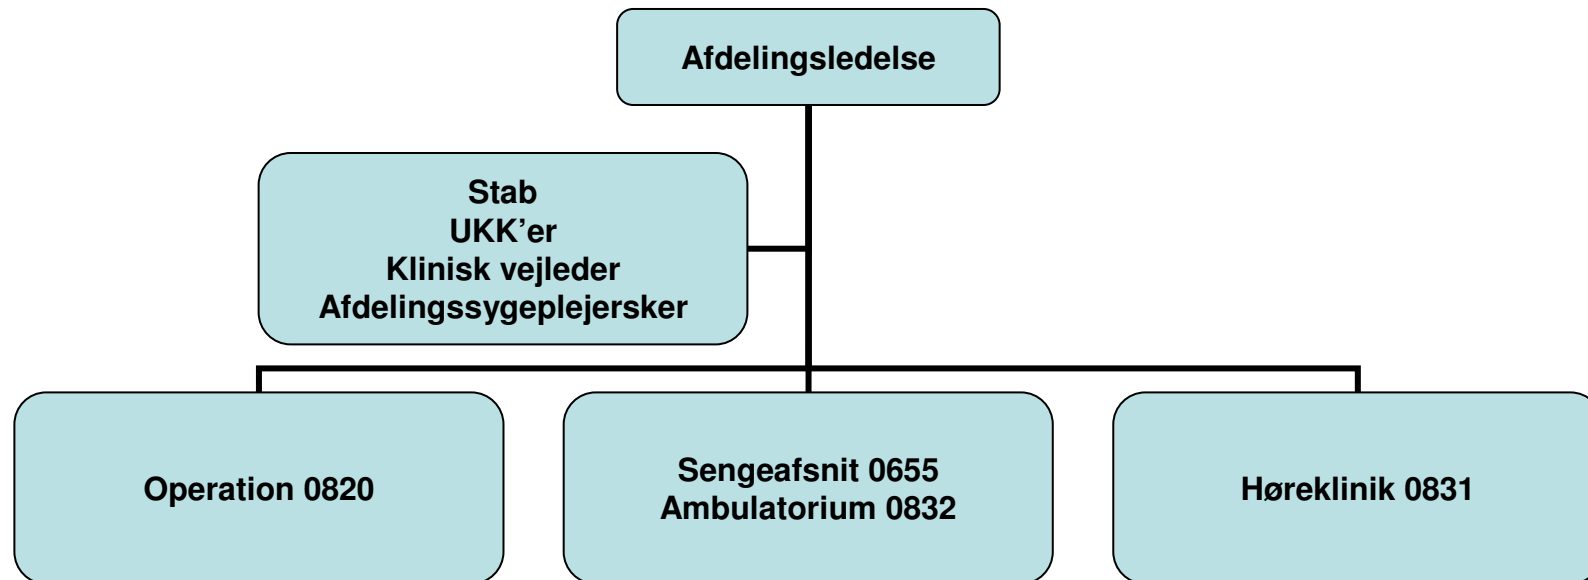 Afdelingsledelse
Stab
UKK’er
Klinisk vejleder
Afdelingssygeplejersker
Operation 0820
Sengeafsnit 0655
Ambulatorium 0832
Høreklinik 0831